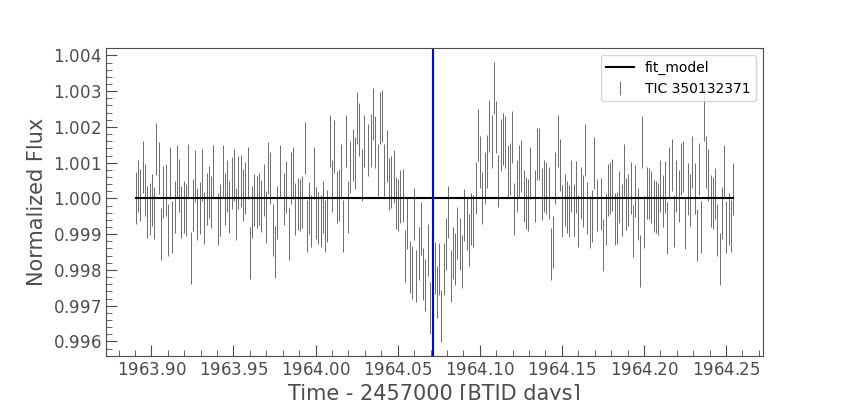 1.004
1.003
1.002
1.001
1.000
0.999
0.998
0.997
0.996
Normalized Flux
fit_model
TIC 350132371
1963.90 1963.95 1964.00 1964.05 1964.10 1964.15 1964.20 1964.25
Time - 2457000 [BTJD days]